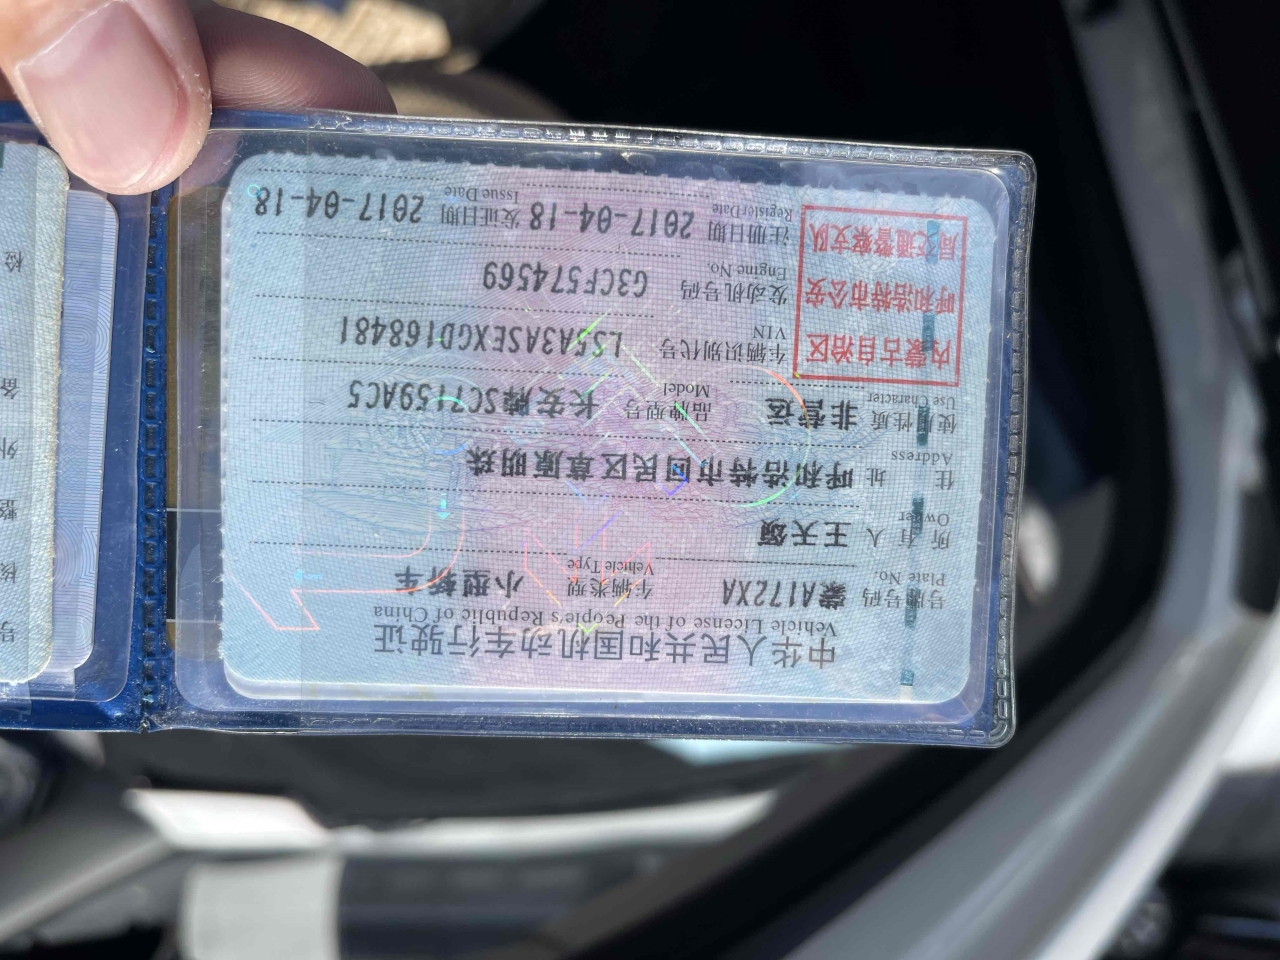 中华人民共和国机动车行驶证
Vehicle License of the People's Republic of China
号牌号码 蒙A172XA 车辆类型 小型轿车
Plate No. Vehicle Type
所有人 王天颂
Owner
住址 呼和浩特市回民区草原明珠
Address
使用性质 非营运 品牌型号 长安牌SC7159AC5
Use Character Model
内蒙古自治区
呼和浩特市公安
局交通警察支队
车辆识别代号 LS5A3ASEXGD168481
VIN
发动机号码 G3CF574569
Engine No.
注册日期 2017-04-18 发证日期 2017-04-18
Register Date Issue Date
号
核
整
外
备
检